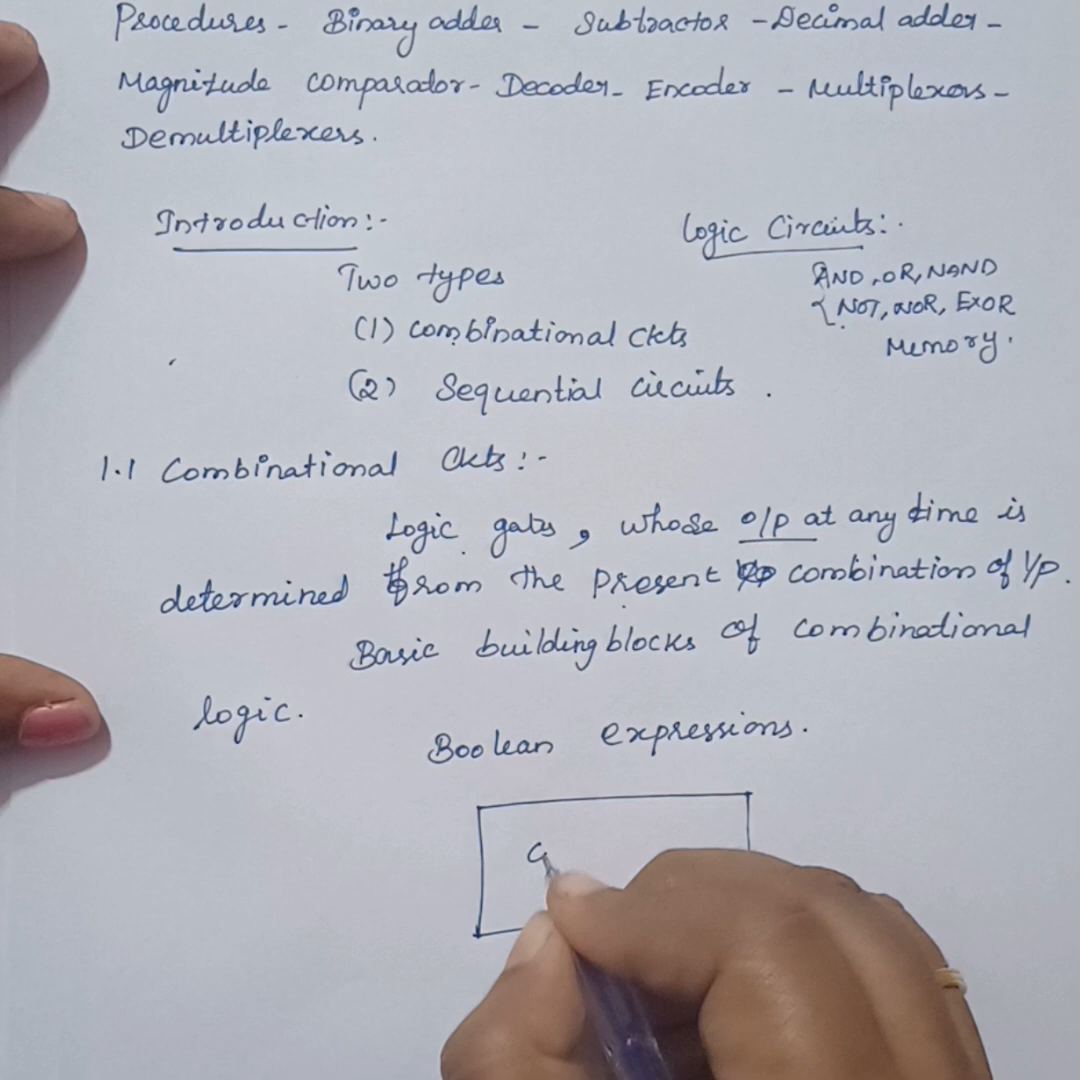 Procedures - Binary adder - Subtractor - Decimal adder -
Magnitude comparator - Decoder - Encoder - Multiplexers -
Demultiplexers.
Introduction :-
Two types
(1) combinational ckts
(2) Sequential circuits .
Logic Circuits :-
AND, OR, NAND
NOT, NOR, EXOR
Memory.
1.1 Combinational Ckts :-
Logic gates, whose o/p at any time is
determined from the present combination of i/p.
Basic building blocks of combinational
logic.
Boolean expressions.
C